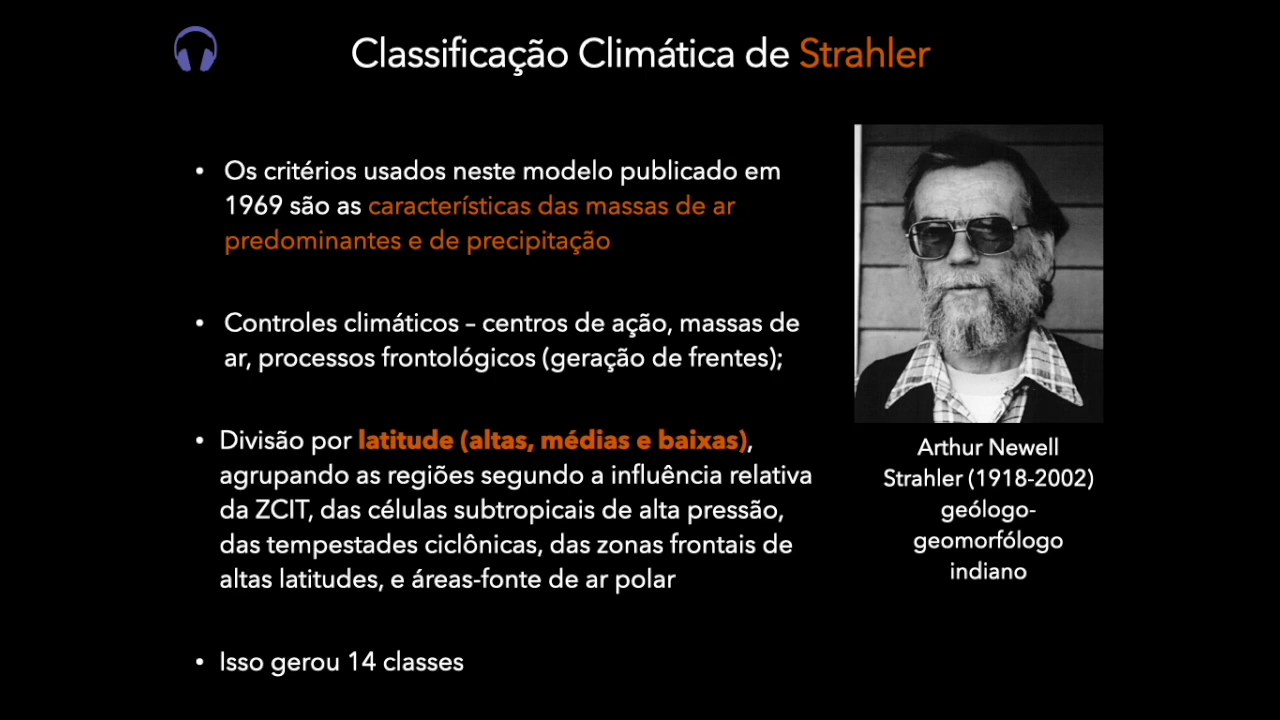 Classificação Climática de Strahler
• Os critérios usados neste modelo publicado em
1969 são as características das massas de ar
predominantes e de precipitação
• Controles climáticos – centros de ação, massas de
ar, processos frontológicos (geração de frentes);
• Divisão por latitude (altas, médias e baixas),
agrupando as regiões segundo a influência relativa
da ZCIT, das células subtropicais de alta pressão,
das tempestades ciclônicas, das zonas frontais de
altas latitudes, e áreas-fonte de ar polar
• Isso gerou 14 classes
Arthur Newell
Strahler (1918-2002)
geólogo-
geomorfólogo
indiano